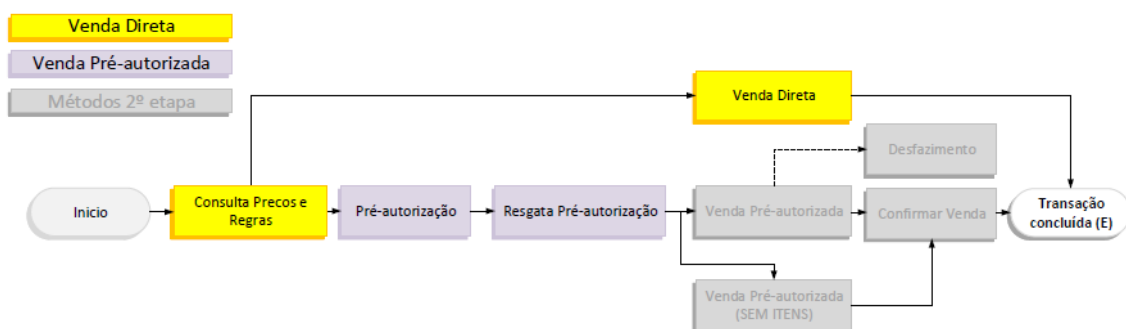 Venda Direta
Venda Pré-autorizada
Métodos 2º etapa
Venda Direta
Desfazimento
Inicio
Consulta Precos e
Regras
Pré-autorização
Resgata Pré-autorização
Venda Pré-autorizada
Confirmar Venda
Transação
concluída (E)
Venda Pré-autorizada
(SEM ITENS)